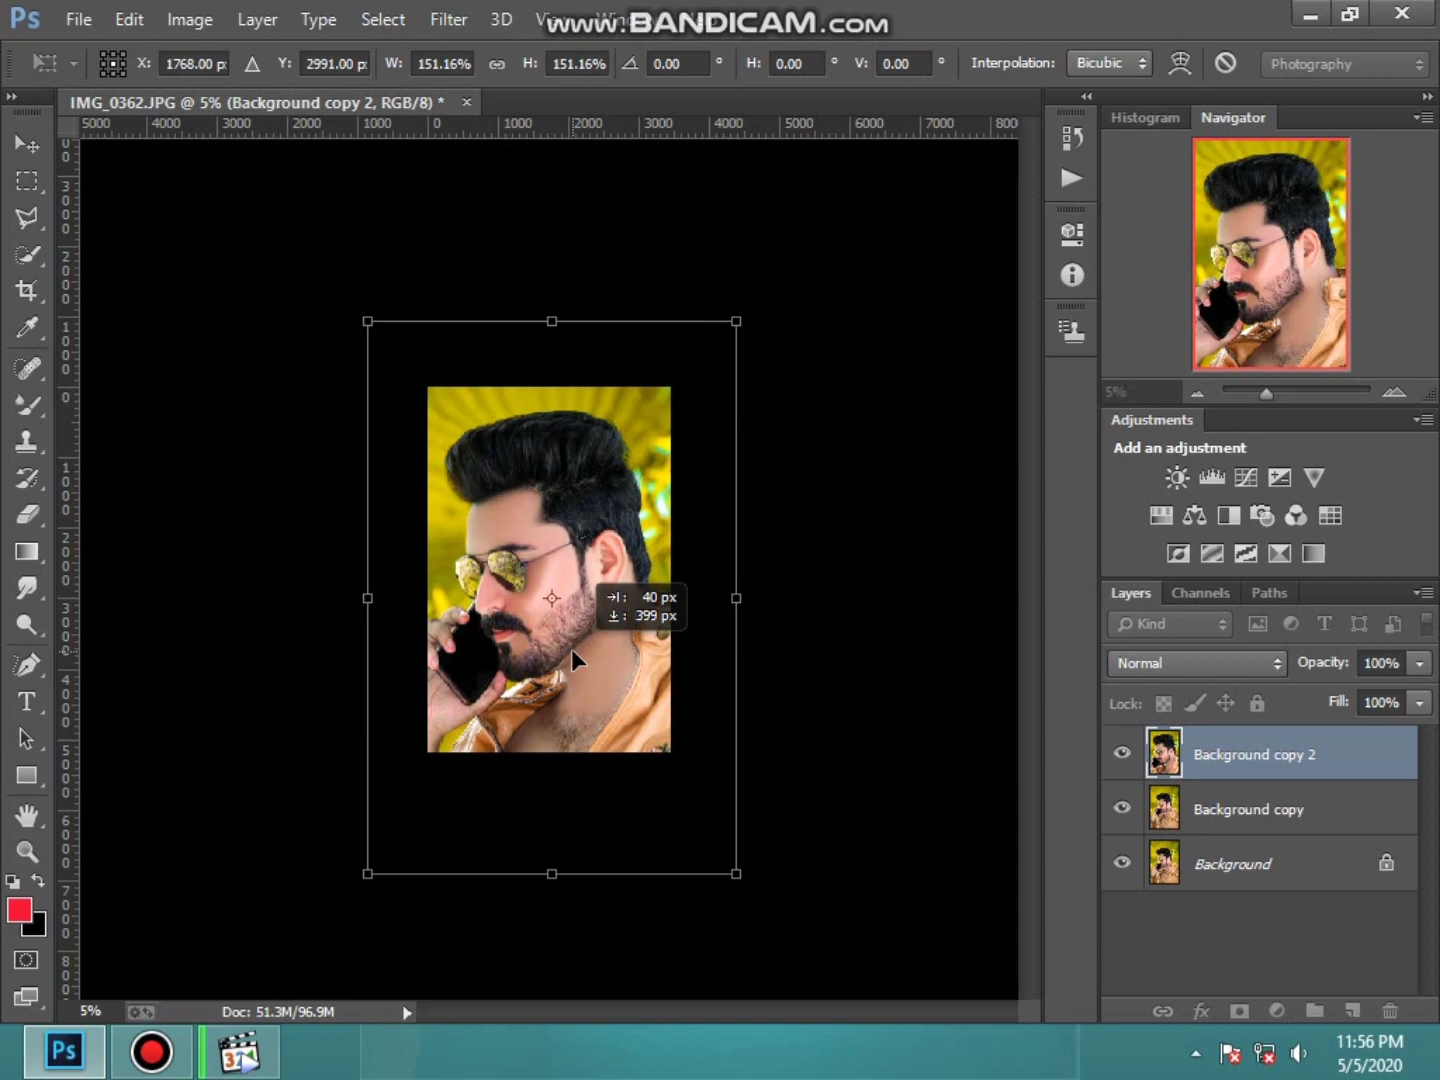 Ps File Edit Image Layer Type Select Filter 3D
www.BANDICAM.com
X: 1768.00 p Y: 2991.00 p W: 151.16% H: 151.16% 0.00 ° H: 0.00 ° V: 0.00 ° Interpolation: Bicubic Photography
IMG_0362.JPG @ 5% (Background copy 2, RGB/8) * ×
5000 4000 3000 2000 1000 0 1000 2000 3000 4000 5000 6000 7000 800
Histogram Navigator
5%
Adjustments
Add an adjustment
Layers Channels Paths
Kind
Normal Opacity: 100%
Lock: Fill: 100%
Background copy 2
Background copy
Background
40 px
399 px
5% Doc: 51.3M/96.9M
Ps
11:56 PM
5/5/2020